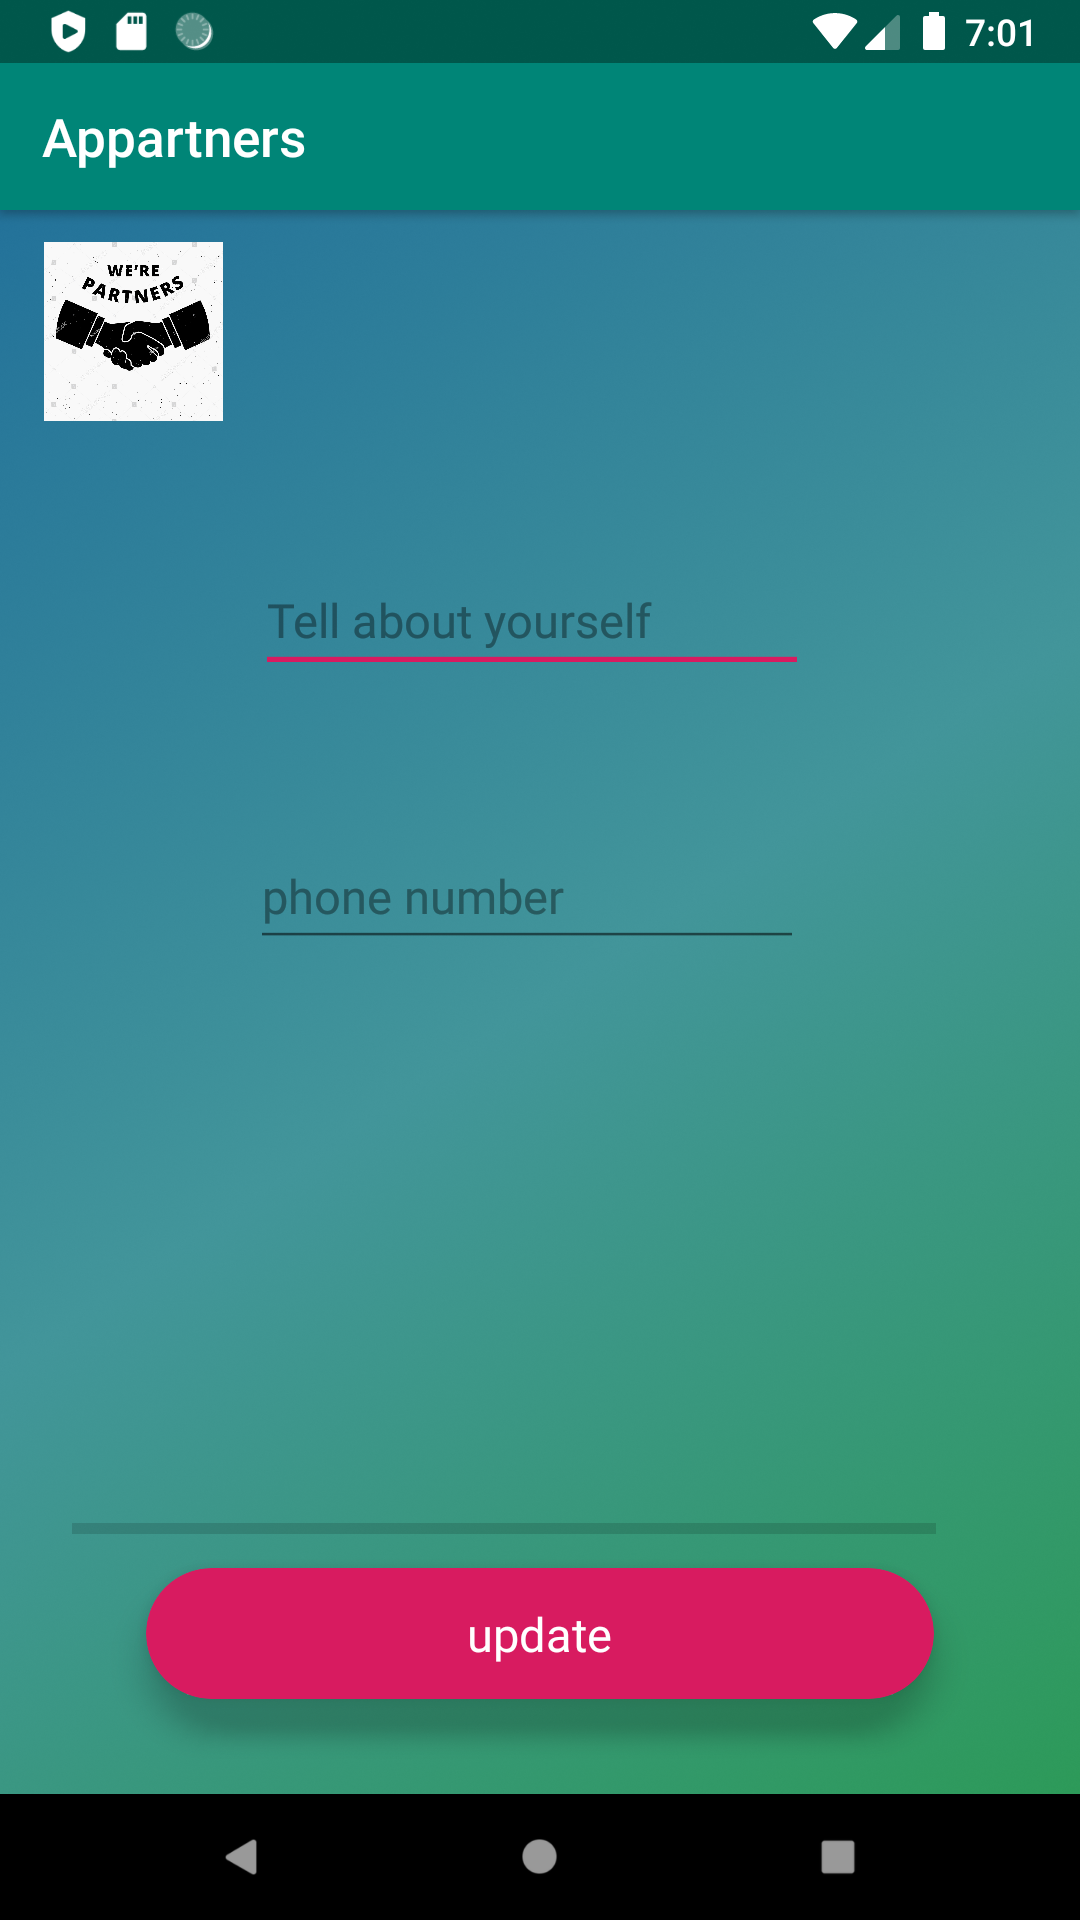 7:01
Appartners
WE'RE
PARTNERS
Tell about yourself
phone number
update